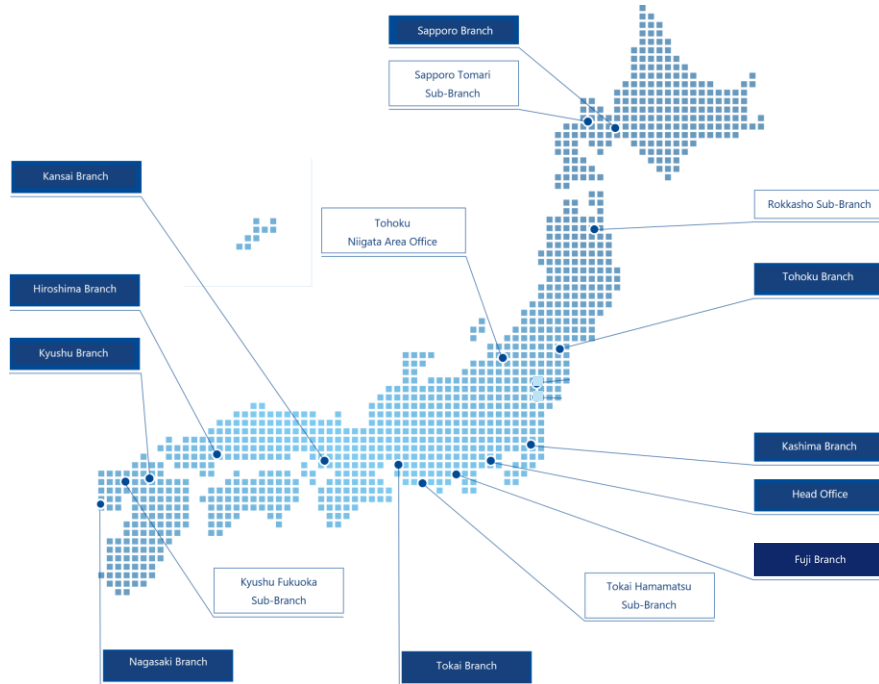 Sapporo Branch
Sapporo Tomari
Sub-Branch
Kansai Branch
Rokkasho Sub-Branch
Tohoku
Niigata Area Office
Tohoku Branch
Hiroshima Branch
Kyushu Branch
Kashima Branch
Head Office
Fuji Branch
Kyushu Fukuoka
Sub-Branch
Tokai Hamamatsu
Sub-Branch
Nagasaki Branch
Tokai Branch